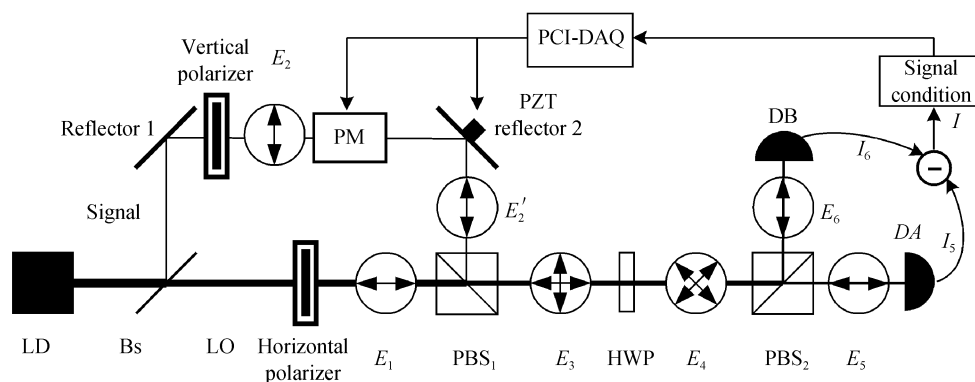 PCI-DAQ
Vertical
polarizer
E2
Signal
condition
PZT
reflector 2
DB
I6
I
Reflector 1
PM
−
Signal
E2′
E6
DA
I5
LD
Bs
LO
Horizontal
polarizer
E1
PBS1
E3
HWP
E4
PBS2
E5